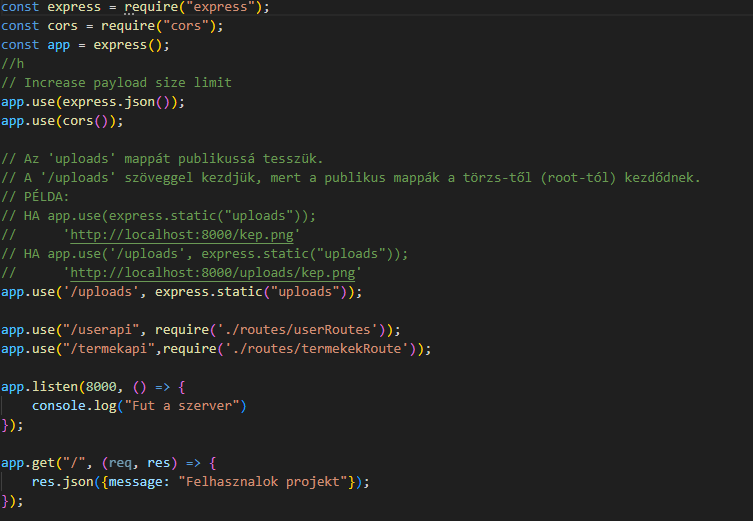 const express = require("express");
const cors = require("cors");
const app = express();
//h
// Increase payload size limit
app.use(express.json());
app.use(cors());
// Az 'uploads' mappát publikussá tesszük.
// A '/uploads' szöveggel kezdjük, mert a publikus mappák a törzs-től (root-tól) kezdődnek.
// PÉLDA:
// HA app.use(express.static("uploads"));
//      'http://localhost:8000/kep.png'
// HA app.use('/uploads', express.static("uploads"));
//      'http://localhost:8000/uploads/kep.png'
app.use('/uploads', express.static("uploads"));
app.use("/userapi", require('./routes/userRoutes'));
app.use("/termekapi",require('./routes/termekekRoute'));
app.listen(8000, () => {
    console.log("Fut a szerver")
});
app.get("/", (req, res) => {
    res.json({message: "Felhasznalok projekt"});
});